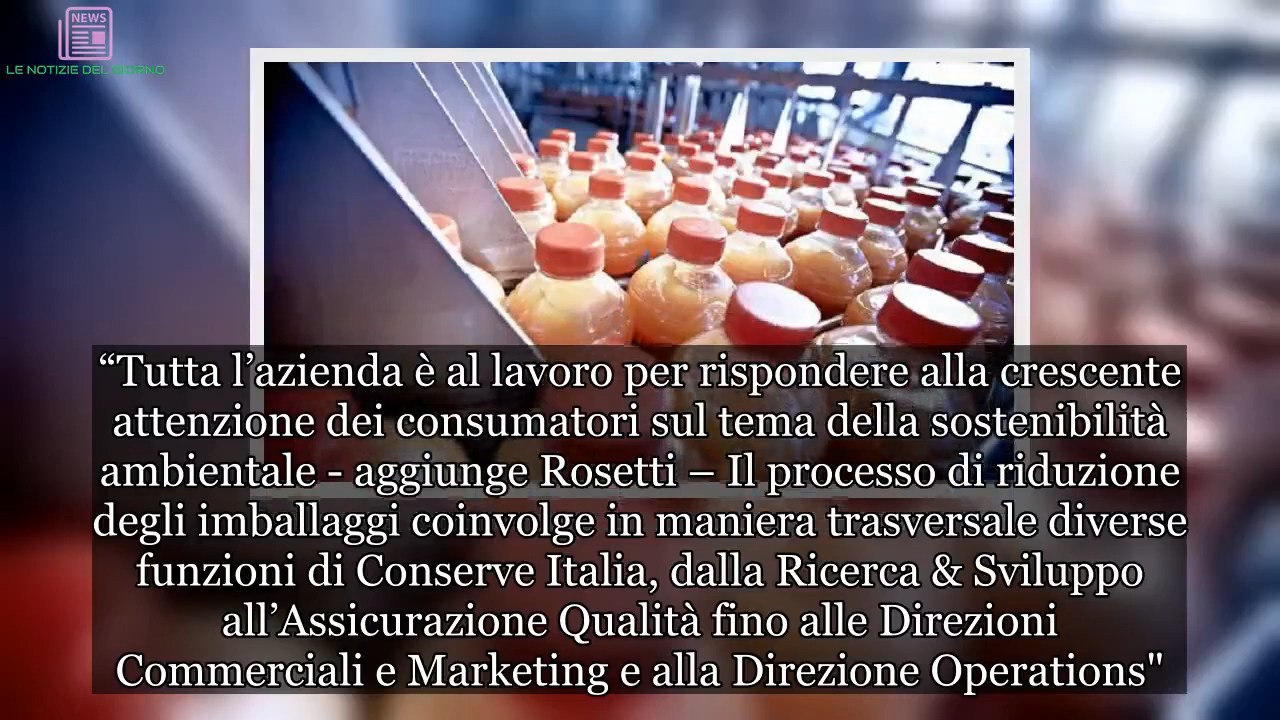 NEWS
LE NOTIZIE DEL GIORNO
“Tutta l’azienda è al lavoro per rispondere alla crescente
attenzione dei consumatori sul tema della sostenibilità
ambientale - aggiunge Rosetti – Il processo di riduzione
degli imballaggi coinvolge in maniera trasversale diverse
funzioni di Conserve Italia, dalla Ricerca & Sviluppo
all’Assicurazione Qualità fino alle Direzioni
Commerciali e Marketing e alla Direzione Operations"